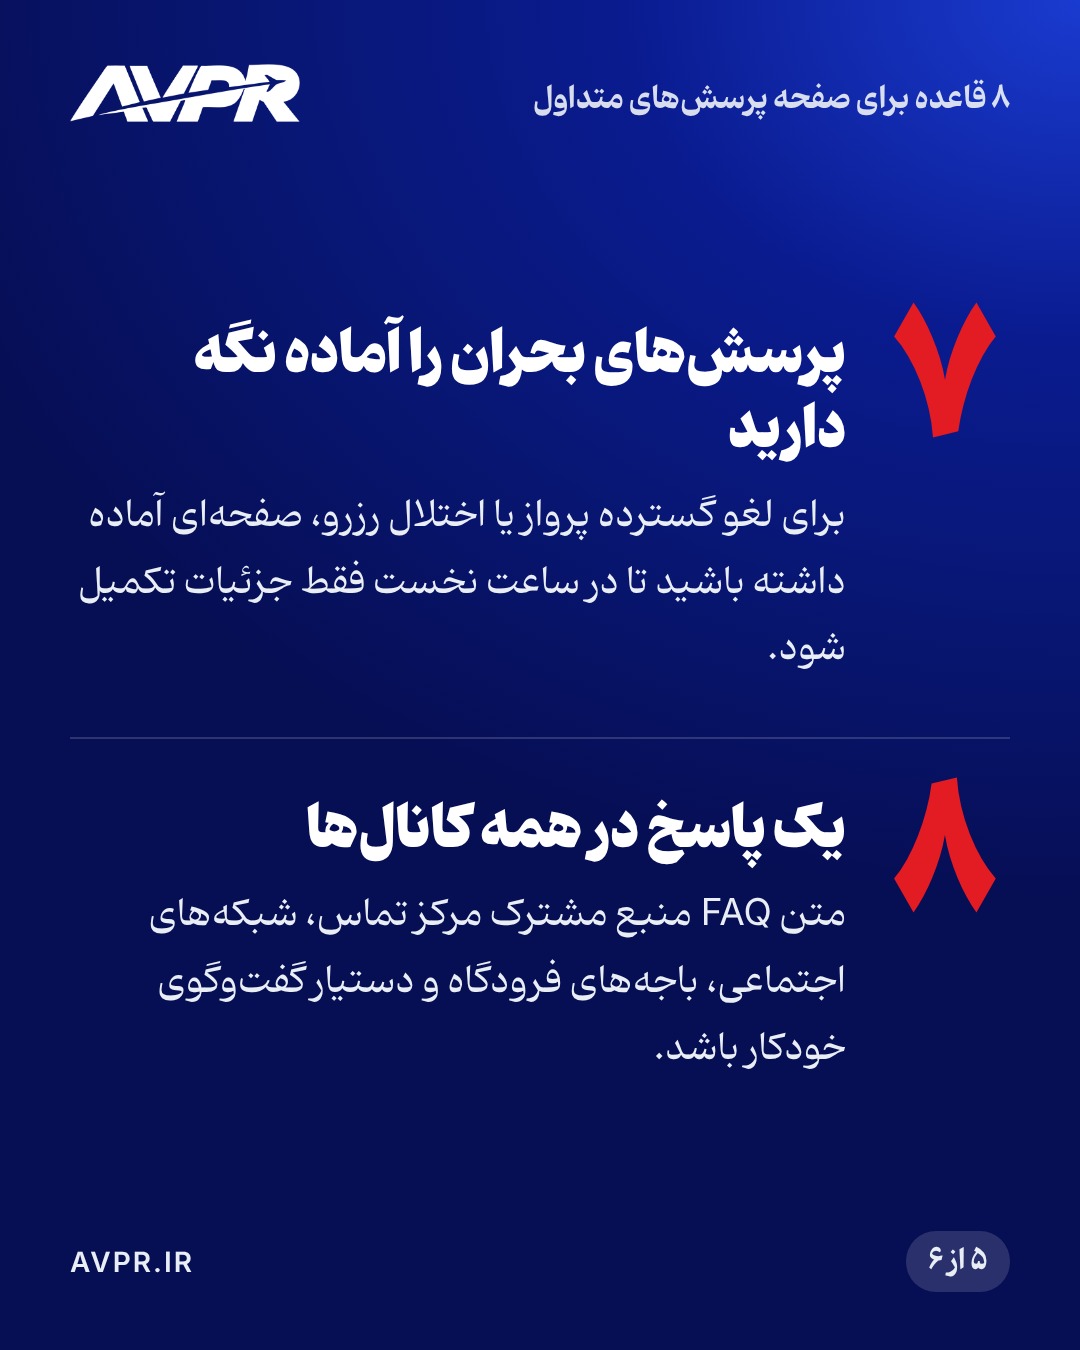 AVPR
۸ قاعده برای صفحه پرسش‌های متداول
۷
پرسش‌های بحران را آماده نگه
دارید
برای لغو گسترده پرواز یا اختلال رزرو، صفحه‌ای آماده
داشته باشید تا در ساعت نخست فقط جزئیات تکمیل
شود.
۸
یک پاسخ در همه کانال‌ها
متن FAQ منبع مشترک مرکز تماس، شبکه‌های
اجتماعی، باجه‌های فرودگاه و دستیار گفت‌وگوی
خودکار باشد.
۵ از ۶
AVPR.IR